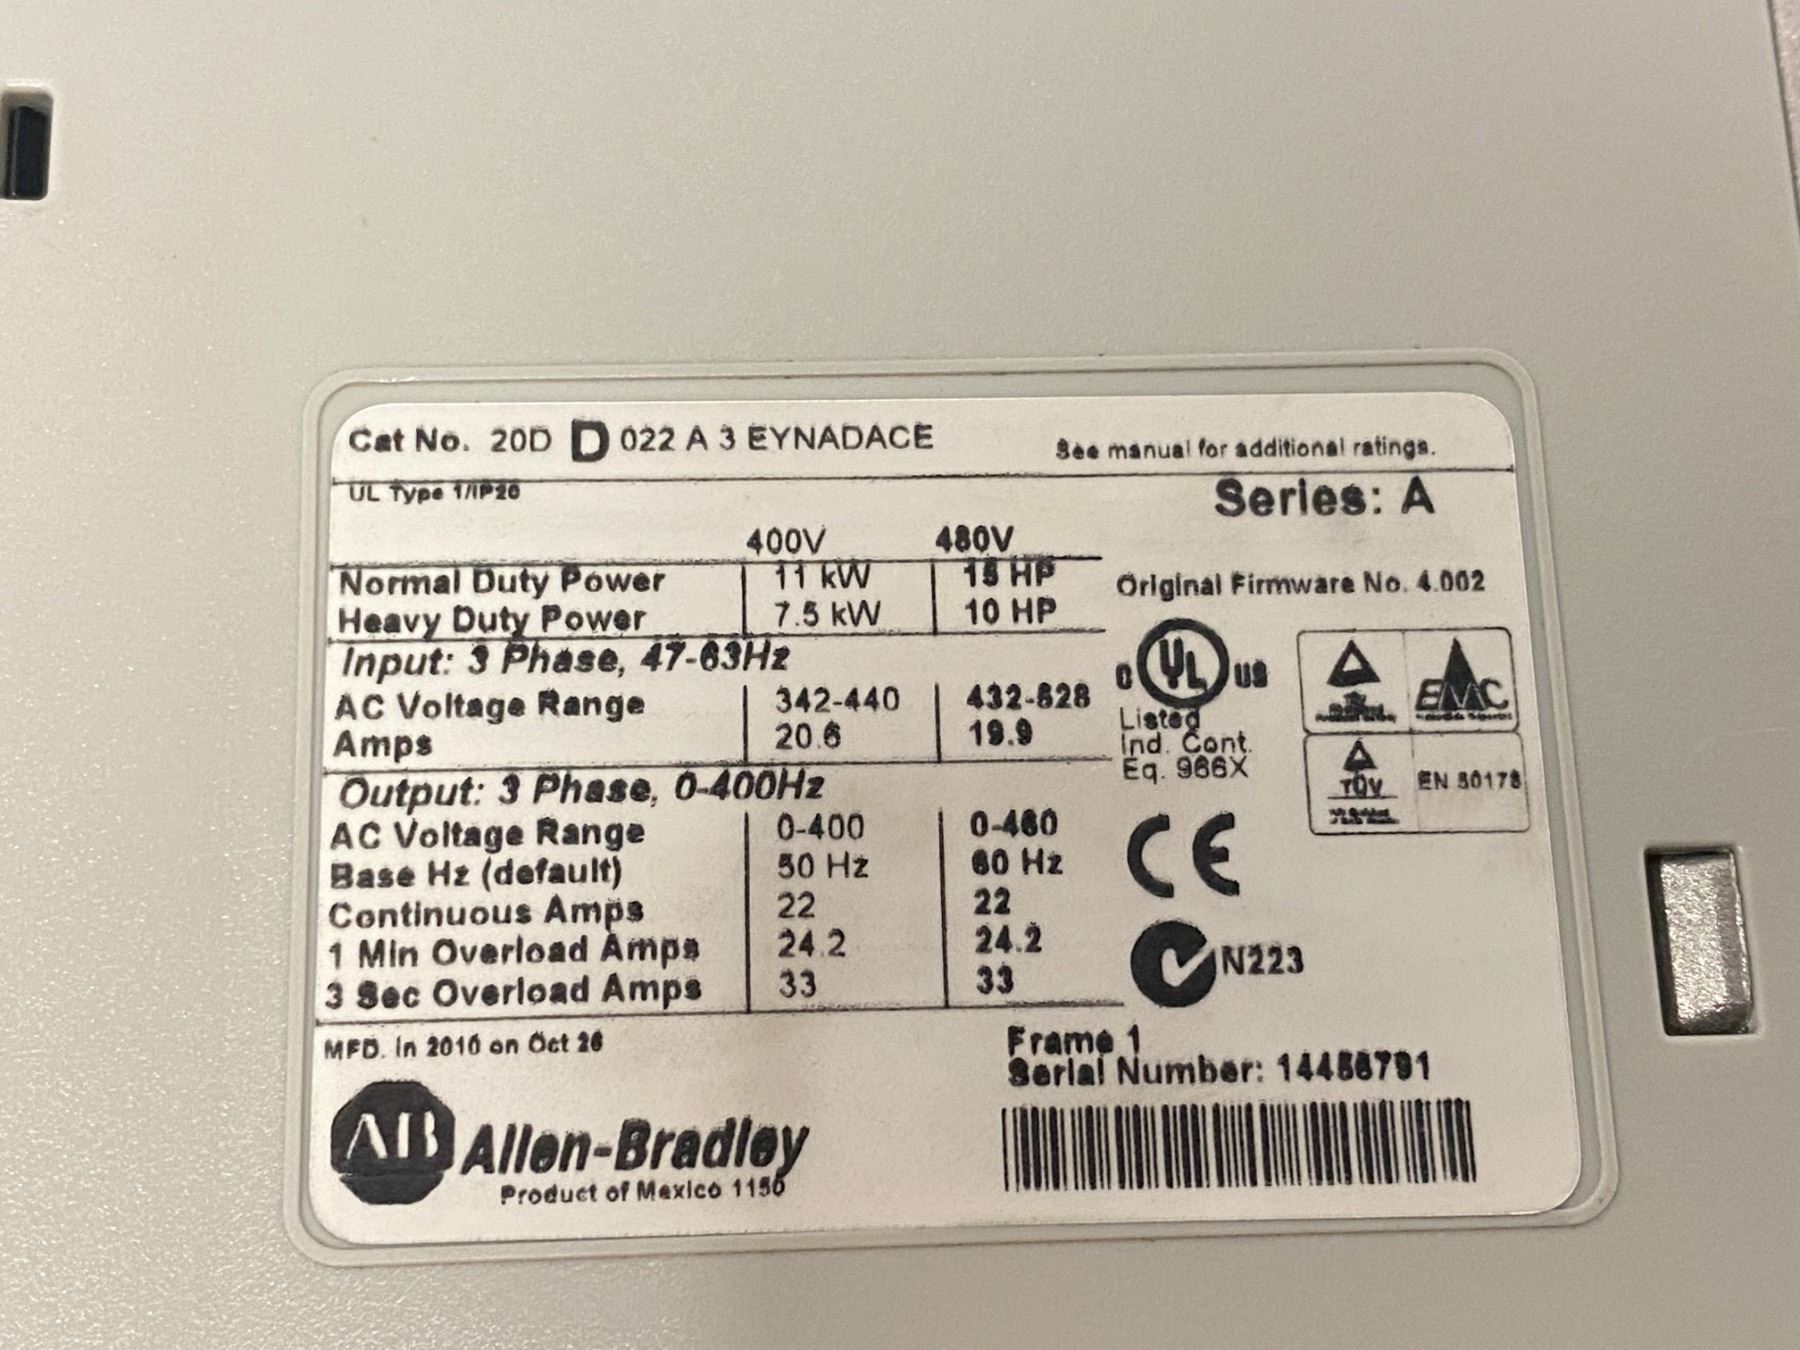 Cat No. 20D D 022 A 3 EYNADACE
See manual for additional ratings.
UL Type 1/IP20
Series: A
400V 480V
Normal Duty Power 11 kW 15 HP
Heavy Duty Power 7.5 kW 10 HP
Original Firmware No. 4.002
Input: 3 Phase, 47-63Hz
AC Voltage Range 342-440 432-528
Amps 20.6 19.9
C UL US
Listed
Ind. Cont.
Eq. 966X
EMC
TÜV
EN 50178
Output: 3 Phase, 0-400Hz
AC Voltage Range 0-400 0-460
Base Hz (default) 50 Hz 60 Hz
Continuous Amps 22 22
1 Min Overload Amps 24.2 24.2
3 Sec Overload Amps 33 33
CE
N223
MFD. in 2010 on Oct 26
Frame 1
Serial Number:
AB Allen-Bradley
Product of Mexico 1150